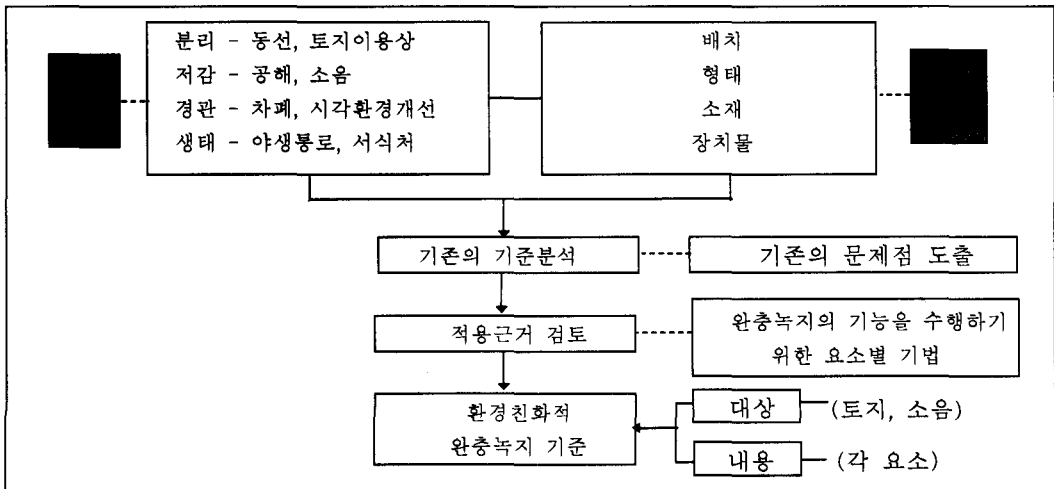 분리 - 동선, 토지이용상
저감 - 공해, 소음
경관 - 차폐, 시각환경개선
생태 - 야생통로, 서식처
배치
형태
소재
장치물
기존의 기준분석
기존의 문제점 도출
적용근거 검토
완충녹지의 기능을 수행하기
위한 요소별 기법
환경친화적
완충녹지 기준
대상
(토지, 소음)
내용
(각 요소)